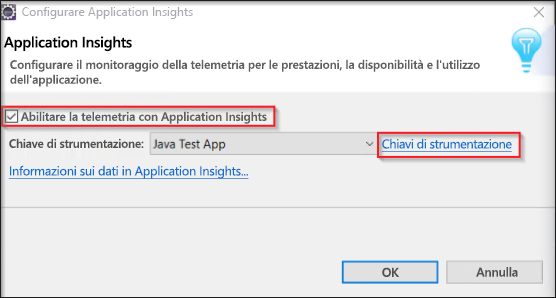 Configurare Application Insights
Application Insights
Configurare il monitoraggio della telemetria per le prestazioni, la disponibilità e l'utilizzo
dell'applicazione.
Abilitare la telemetria con Application Insights
Chiave di strumentazione: Java Test App Chiavi di strumentazione
Informazioni sui dati in Application Insights...
OK Annulla